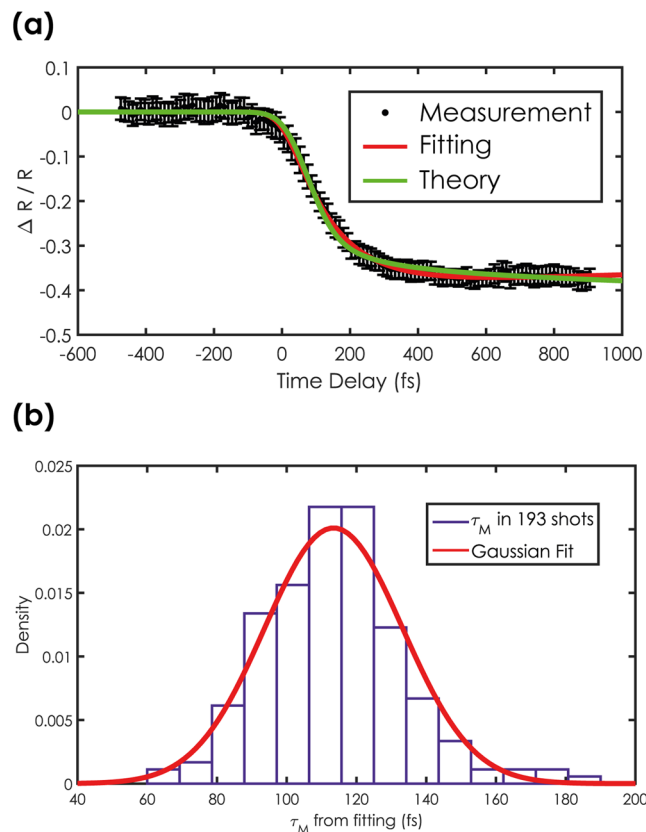 (a)
0.1
0
-0.1
-0.2
-0.3
-0.4
-0.5
Δ R / R
Measurement
Fitting
Theory
-600 -400 -200 0 200 400 600 800 1000
Time Delay (fs)
(b)
0.025
0.02
0.015
0.01
0.005
0
Density
τM in 193 shots
Gaussian Fit
40 60 80 100 120 140 160 180 200
τM from fitting (fs)